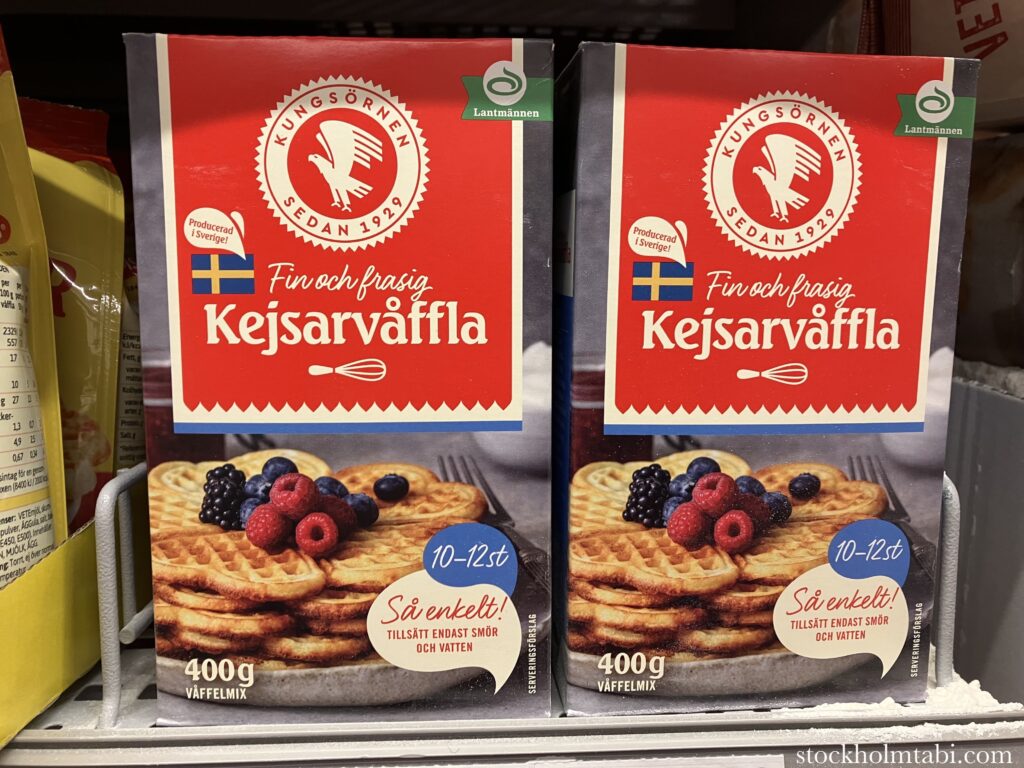 KUNGSÖRNEN
SEDAN 1929
Lantmännen
Producerad
i Sverige!
Fin och frasig
Kejsarvåffla
10-12st
Så enkelt!
TILLSÄTT ENDAST SMÖR
OCH VATTEN
400g
VÅFFELMIX
SERVERINGSFÖRSLAG
KUNGSÖRNEN
SEDAN 1929
Lantmännen
Producerad
i Sverige!
Fin och frasig
Kejsarvåffla
10-12st
Så enkelt!
TILLSÄTT ENDAST SMÖR
OCH VATTEN
400g
VÅFFELMIX
SERVERINGSFÖRSLAG
stockholmtabi.com